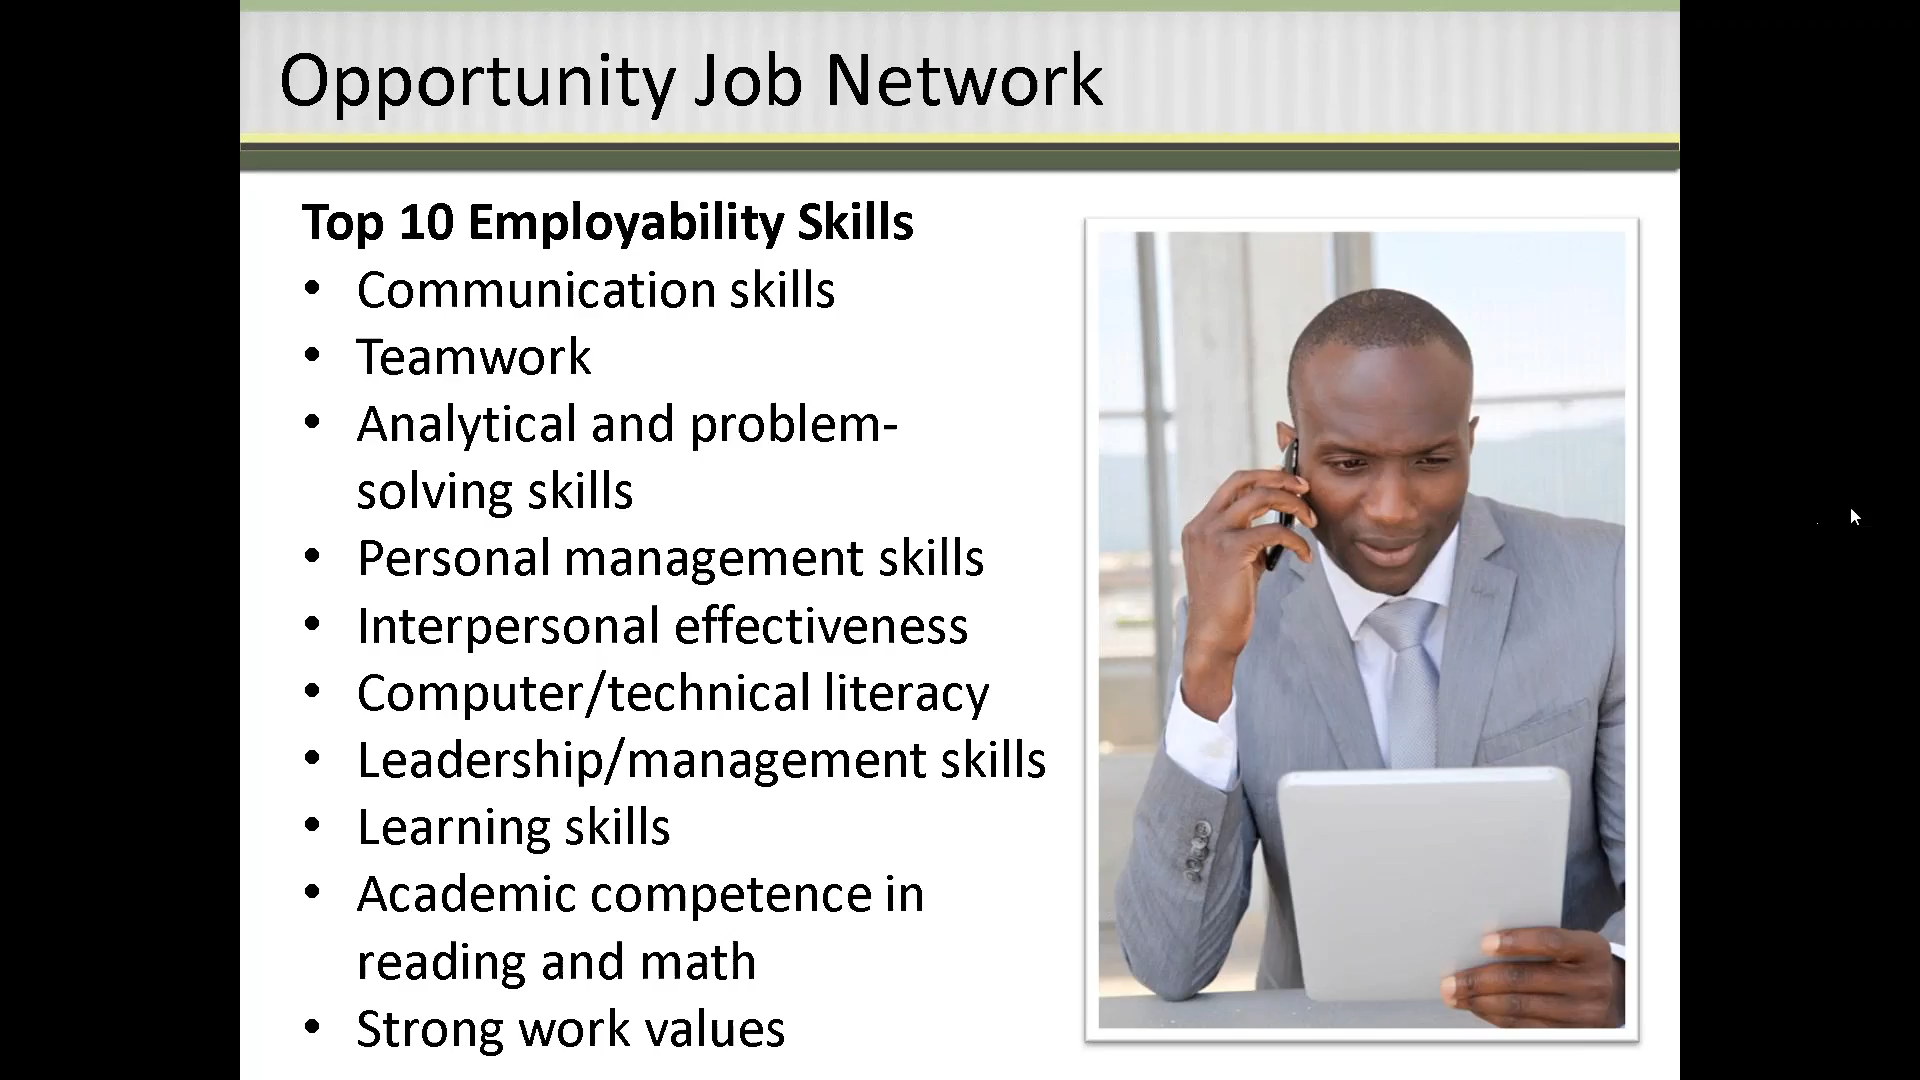 Opportunity Job Network
Top 10 Employability Skills
• Communication skills
• Teamwork
• Analytical and problem-
solving skills
• Personal management skills
• Interpersonal effectiveness
• Computer/technical literacy
• Leadership/management skills
• Learning skills
• Academic competence in
reading and math
• Strong work values